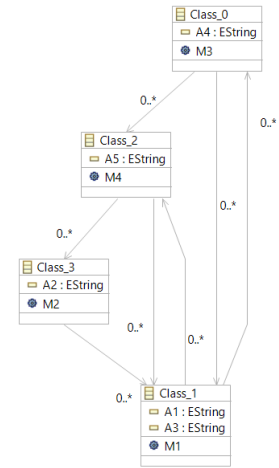 Class_0
A4 : EString
M3
0..*
0..*
Class_2
A5 : EString
M4
0..*
0..*
Class_3
A2 : EString
M2
0..*
0..*
0..*
Class_1
A1 : EString
A3 : EString
M1